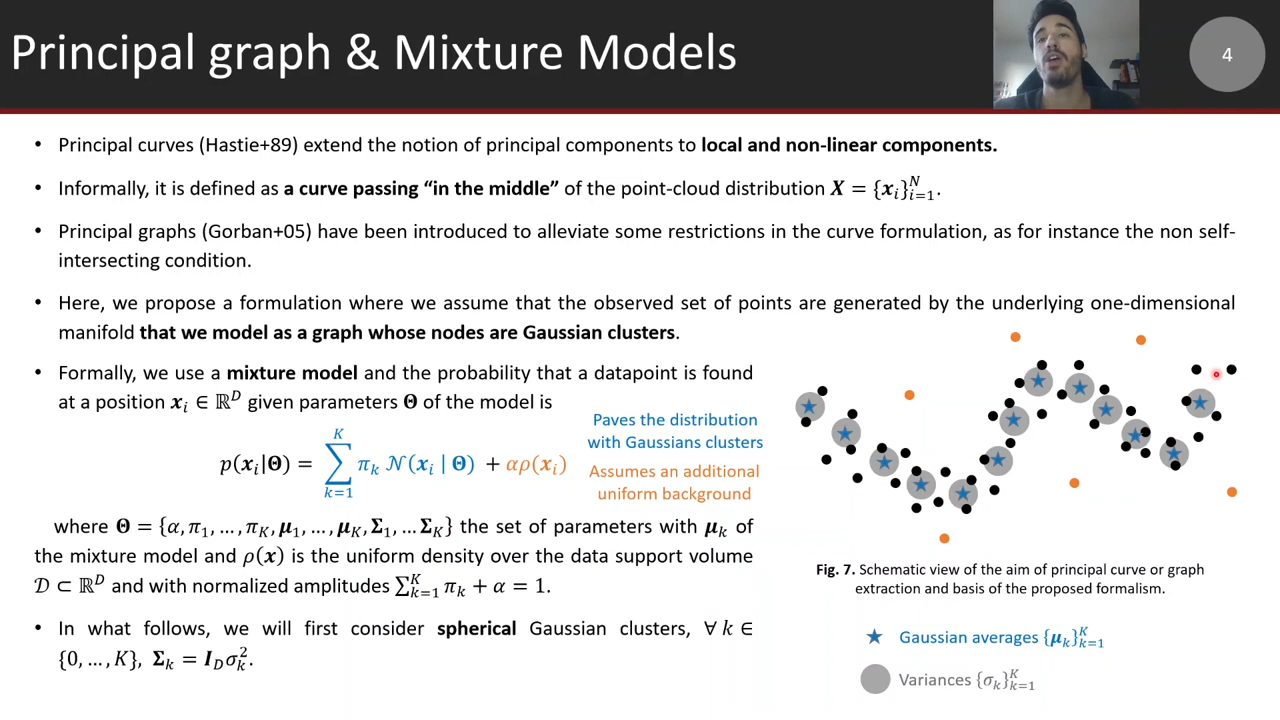 Principal graph & Mixture Models
4
• Principal curves (Hastie+89) extend the notion of principal components to local and non-linear components.
• Informally, it is defined as a curve passing “in the middle” of the point-cloud distribution X = {x_i}_{i=1}^N.
• Principal graphs (Gorban+05) have been introduced to alleviate some restrictions in the curve formulation, as for instance the non self-
intersecting condition.
• Here, we propose a formulation where we assume that the observed set of points are generated by the underlying one-dimensional
manifold that we model as a graph whose nodes are Gaussian clusters.
• Formally, we use a mixture model and the probability that a datapoint is found
at a position x_i ∈ ℝ^D given parameters Θ of the model is
p(x_i|Θ) = ∑_{k=1}^K π_k 𝒩(x_i | Θ) + αρ(x_i)
Paves the distribution
with Gaussians clusters
Assumes an additional
uniform background
where Θ = {α, π_1, …, π_K, μ_1, …, μ_K, Σ_1, … Σ_K} the set of parameters with μ_k of
the mixture model and ρ(x) is the uniform density over the data support volume
𝒟 ⊂ ℝ^D and with normalized amplitudes ∑_{k=1}^K π_k + α = 1.
• In what follows, we will first consider spherical Gaussian clusters, ∀ k ∈
{0, …, K}, Σ_k = I_D σ_k^2.
Fig. 7. Schematic view of the aim of principal curve or graph
extraction and basis of the proposed formalism.
Gaussian averages {μ_k}_{k=1}^K
Variances {σ_k}_{k=1}^K